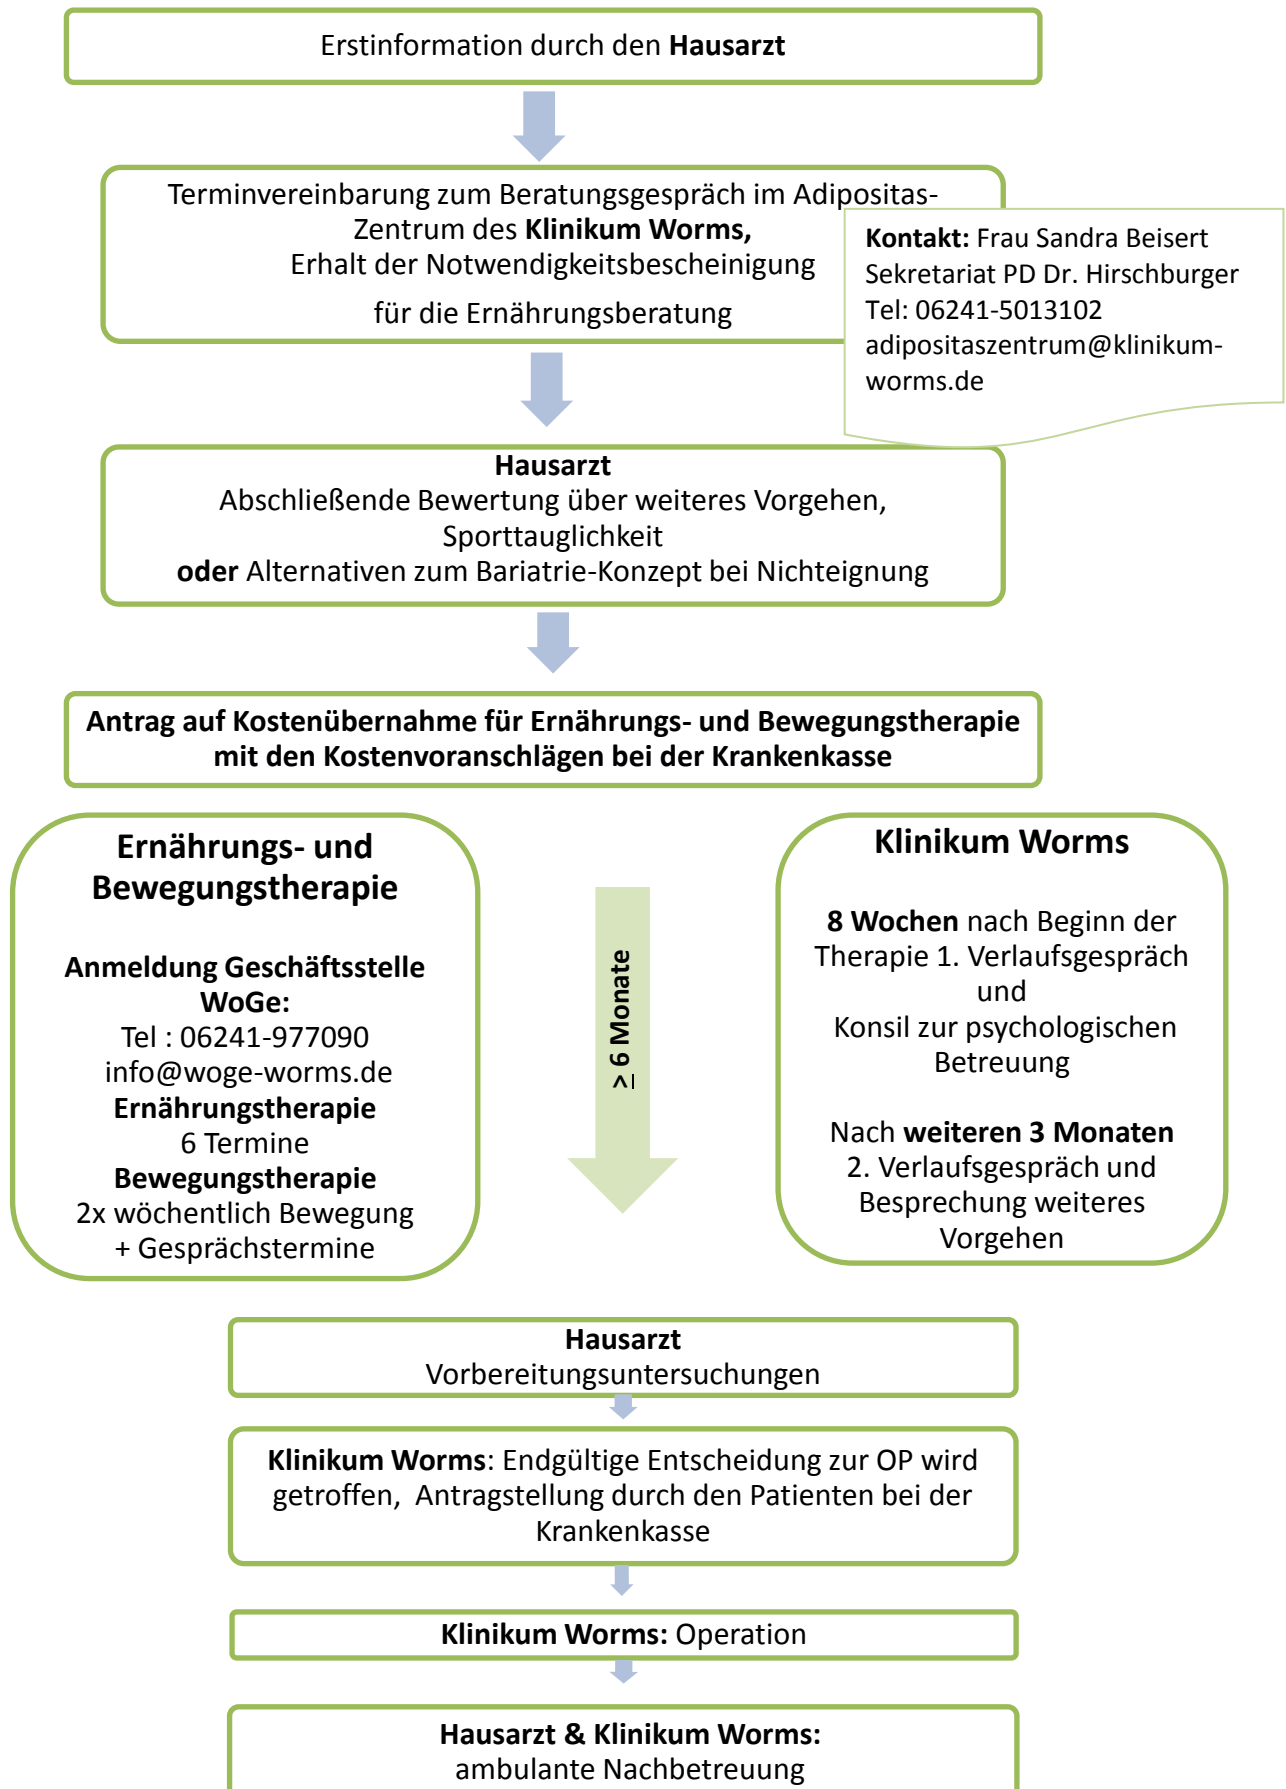 Erstinformation durch den Hausarzt
Terminvereinbarung zum Beratungsgespräch im Adipositas-
Zentrum des Klinikum Worms,
Erhalt der Notwendigkeitsbescheinigung
für die Ernährungsberatung
Kontakt: Frau Sandra Beisert
Sekretariat PD Dr. Hirschburger
Tel: 06241-5013102
adipositaszentrum@klinikum-
worms.de
Hausarzt
Abschließende Bewertung über weiteres Vorgehen,
Sporttauglichkeit
oder Alternativen zum Bariatrie-Konzept bei Nichteignung
Antrag auf Kostenübernahme für Ernährungs- und Bewegungstherapie
mit den Kostenvoranschlägen bei der Krankenkasse
Ernährungs- und
Bewegungstherapie
Anmeldung Geschäftsstelle
WoGe:
Tel : 06241-977090
info@woge-worms.de
Ernährungstherapie
6 Termine
Bewegungstherapie
2x wöchentlich Bewegung
+ Gesprächstermine
≥ 6 Monate
Klinikum Worms
8 Wochen nach Beginn der
Therapie 1. Verlaufsgespräch
und
Konsil zur psychologischen
Betreuung
Nach weiteren 3 Monaten
2. Verlaufsgespräch und
Besprechung weiteres
Vorgehen
Hausarzt
Vorbereitungsuntersuchungen
Klinikum Worms: Endgültige Entscheidung zur OP wird
getroffen, Antragstellung durch den Patienten bei der
Krankenkasse
Klinikum Worms: Operation
Hausarzt & Klinikum Worms:
ambulante Nachbetreuung